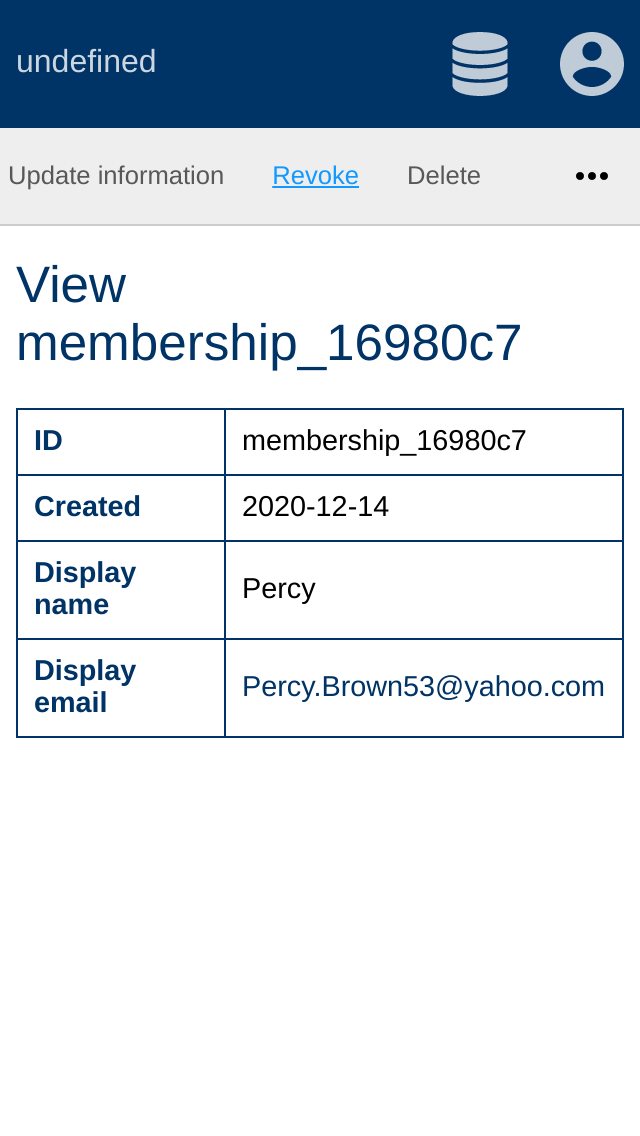 undefined
Update information Revoke Delete
View
membership_16980c7
ID membership_16980c7
Created 2020-12-14
Display
name
Percy
Display
email
Percy.Brown53@yahoo.com